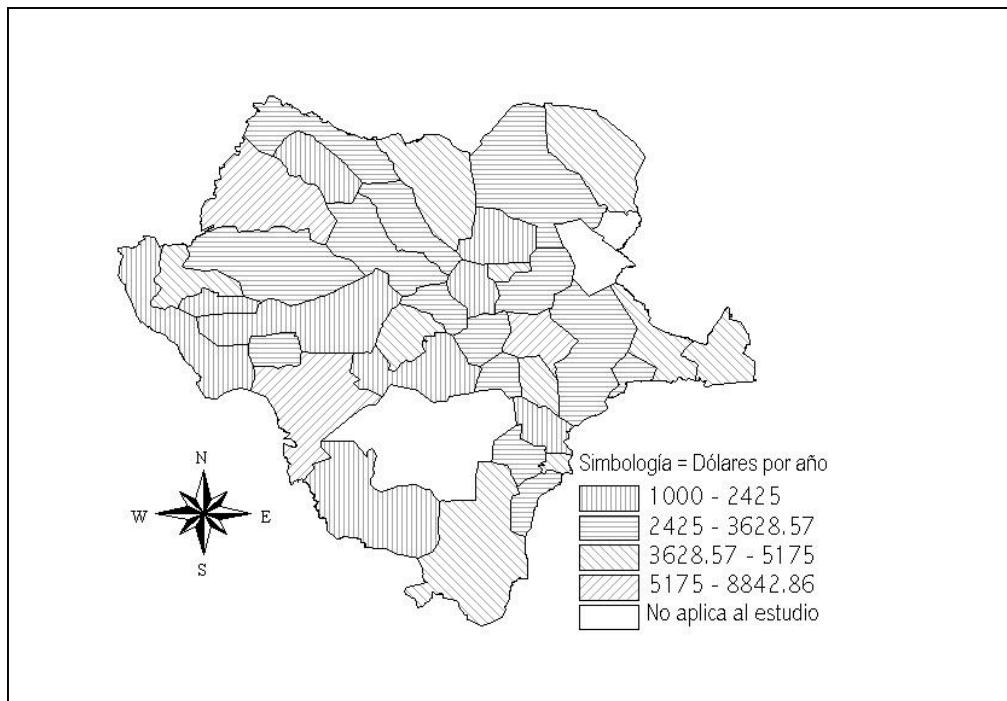 Simbología = Dólares por año
1000 - 2425
2425 - 3628.57
3628.57 - 5175
5175 - 8842.86
No aplica al estudio
N
W E
S